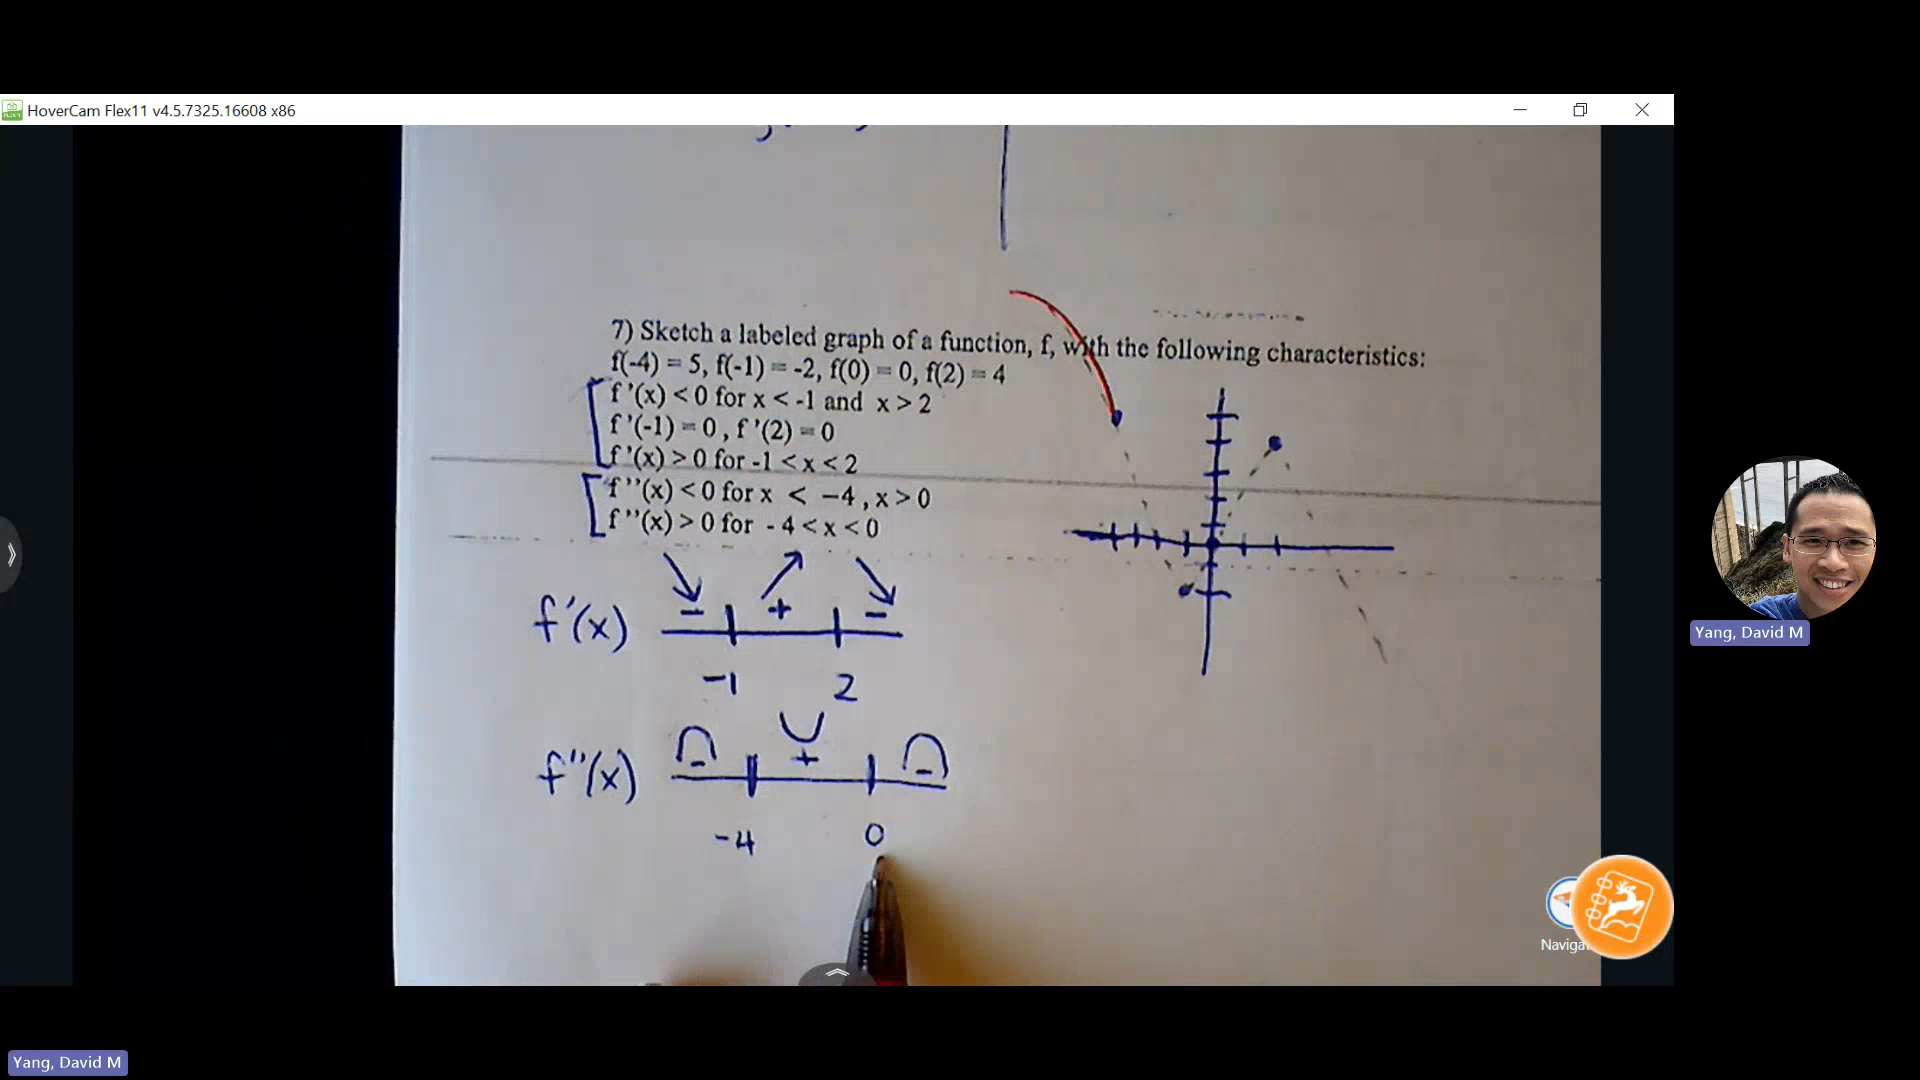 HoverCam Flex11 v4.5.7325.16608 x86
7) Sketch a labeled graph of a function, f, with the following characteristics:
f(-4) = 5, f(-1) = -2, f(0) = 0, f(2) = 4
f '(x) < 0 for x < -1 and x > 2
f '(-1) = 0 , f '(2) = 0
f '(x) > 0 for -1 < x < 2
f ''(x) < 0 for x < −4 , x > 0
f ''(x) > 0 for - 4 < x < 0
f'(x) - + -
-1 2
f"(x) - + -
-4 0
Yang, David M
Yang, David M